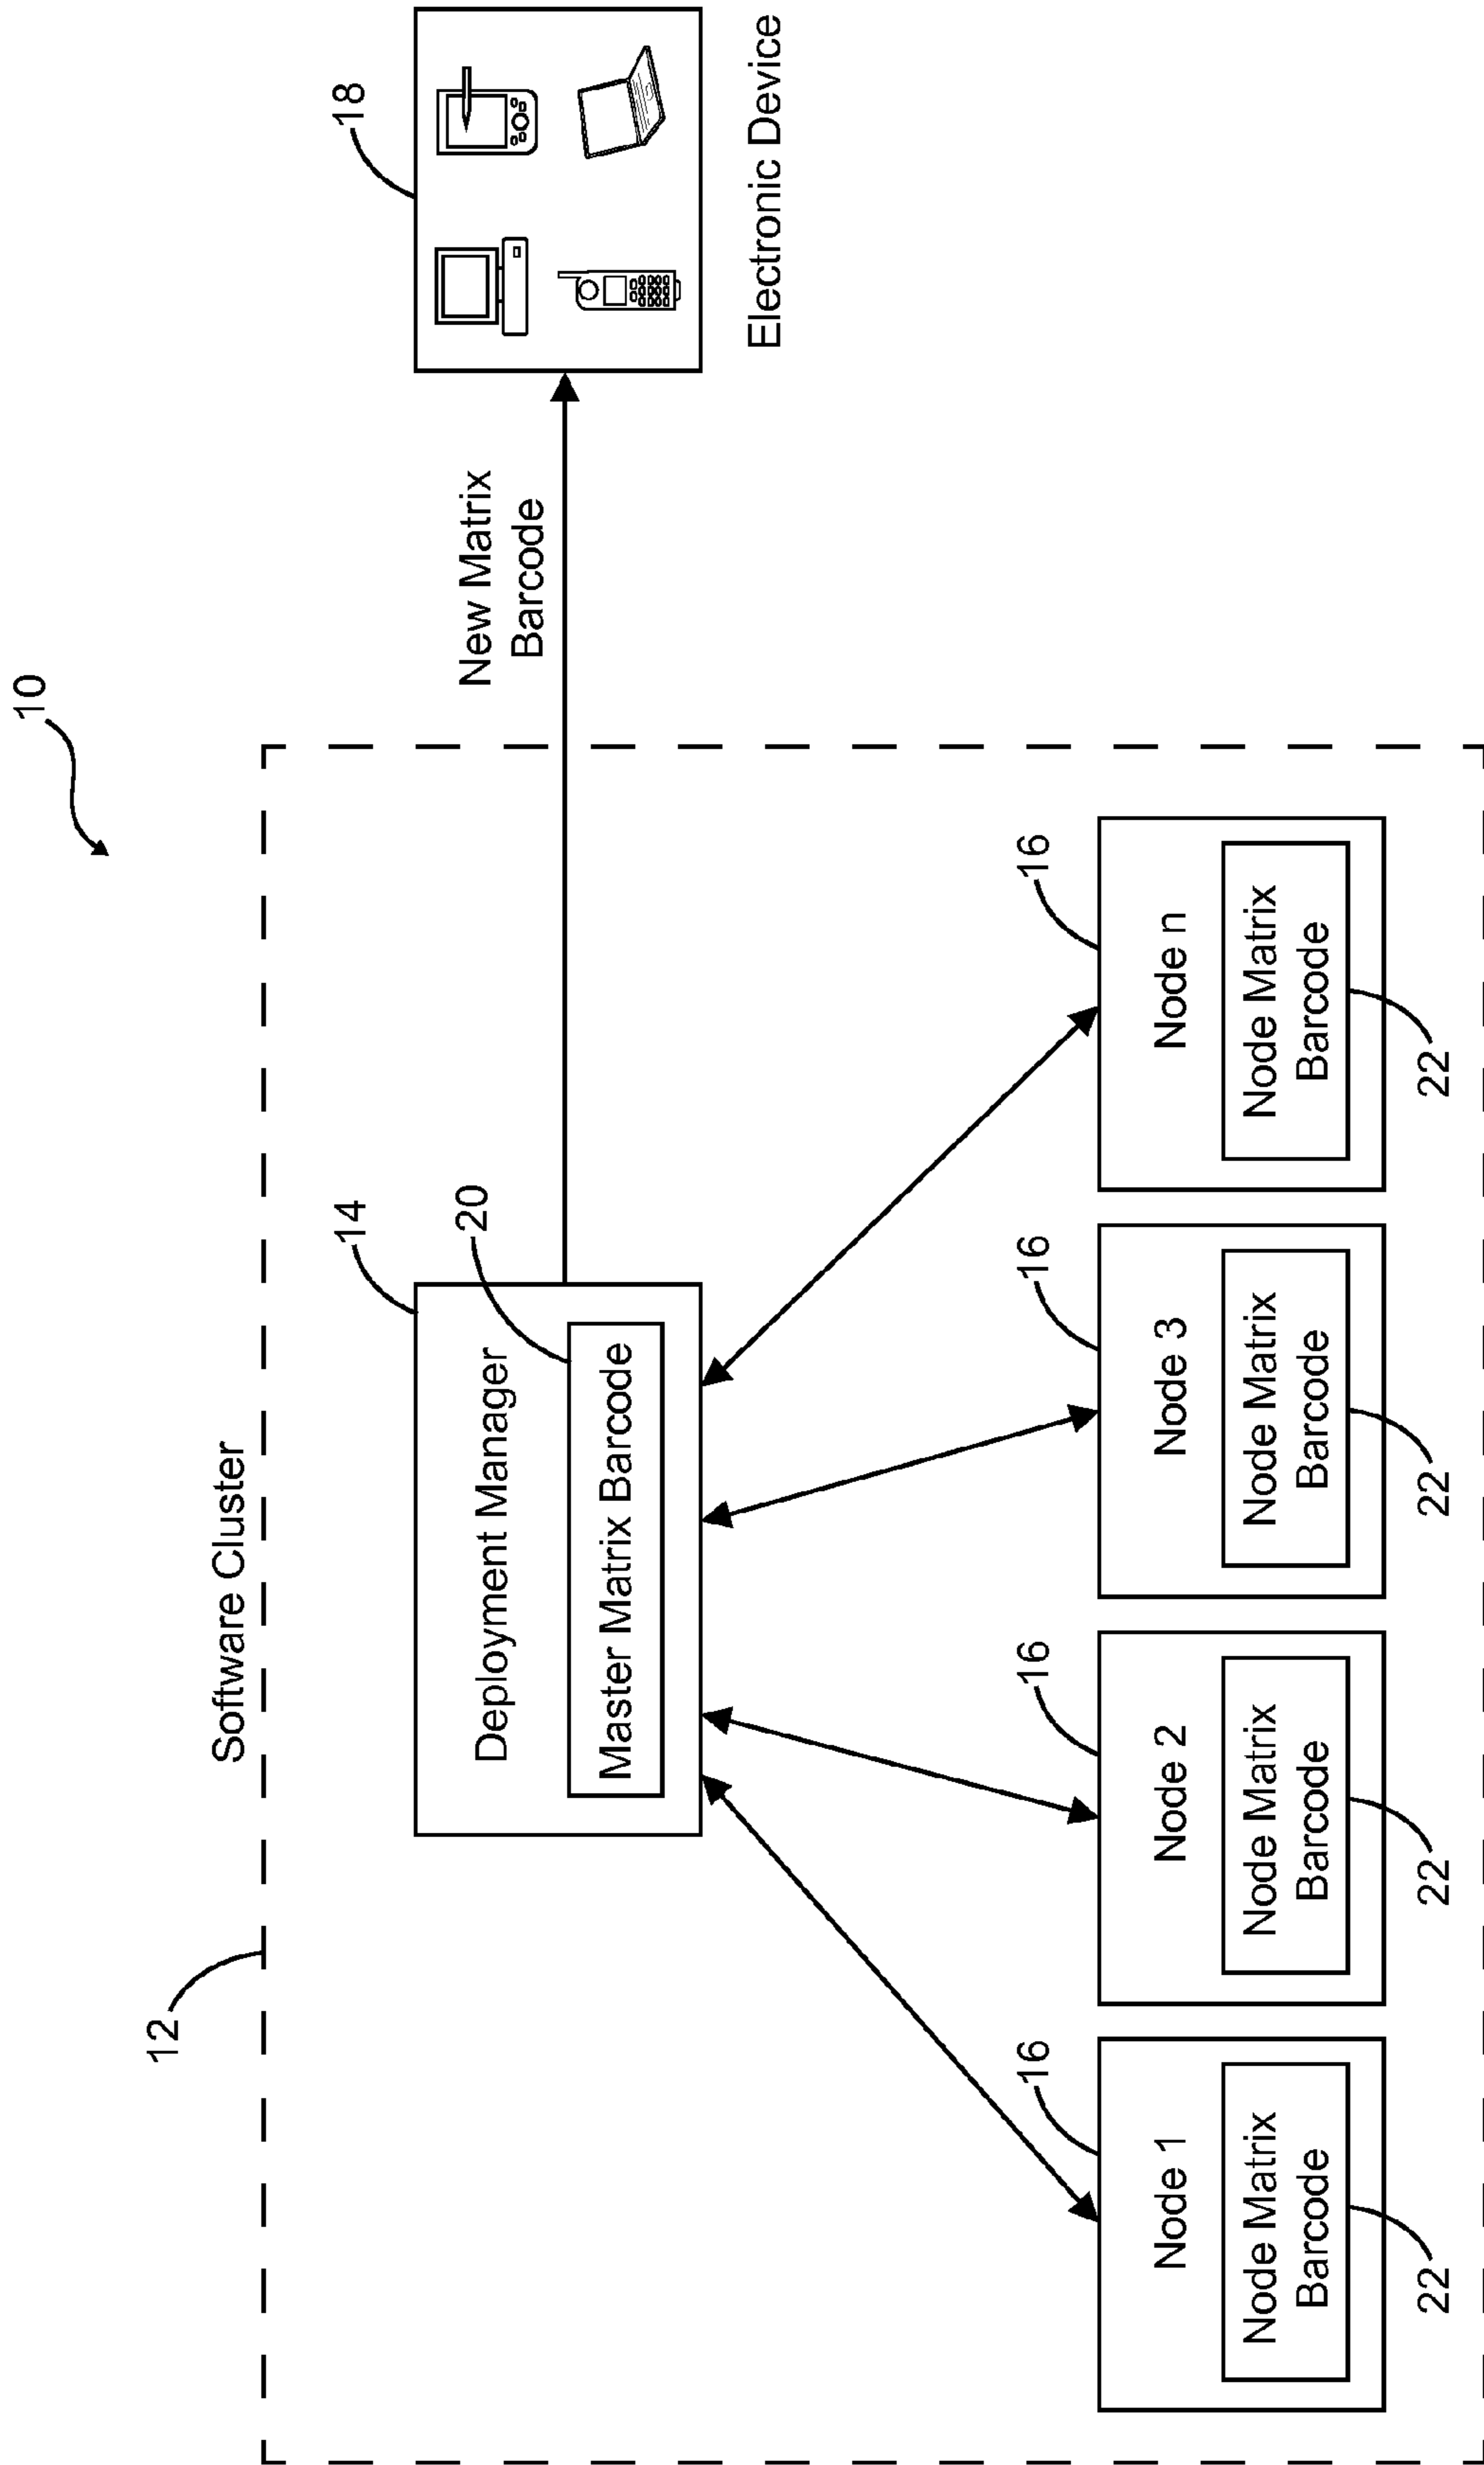 10
Software Cluster
12
14
Deployment Manager
20
Master Matrix Barcode
New Matrix
Barcode
18
Electronic Device
16
Node 1
Node Matrix
Barcode
22
16
Node 2
Node Matrix
Barcode
22
16
Node 3
Node Matrix
Barcode
22
16
Node n
Node Matrix
Barcode
22